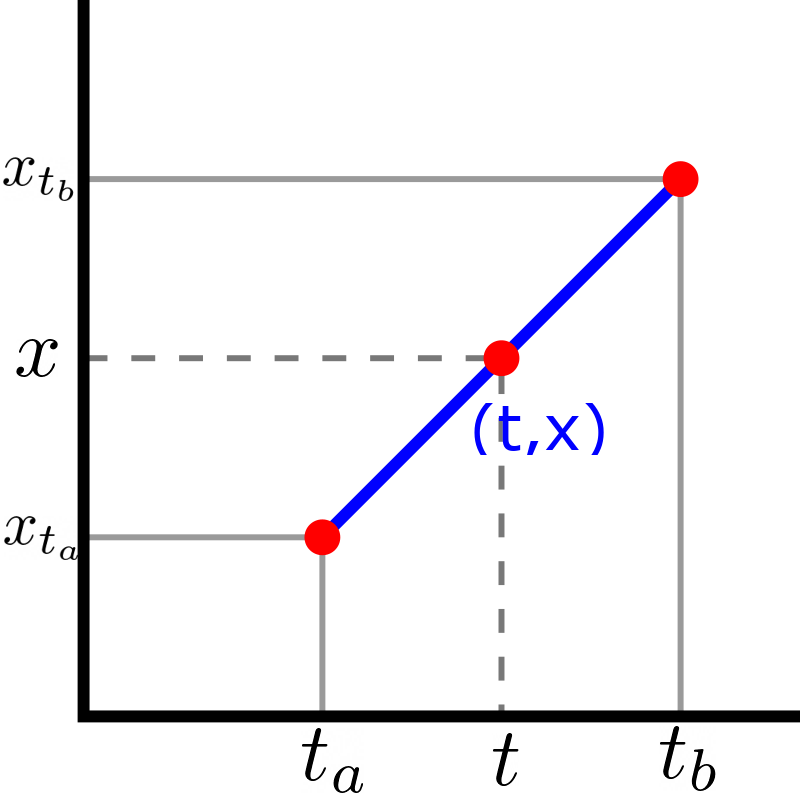 x_{t_b}
x
(t,x)
x_{t_a}
t_a t t_b